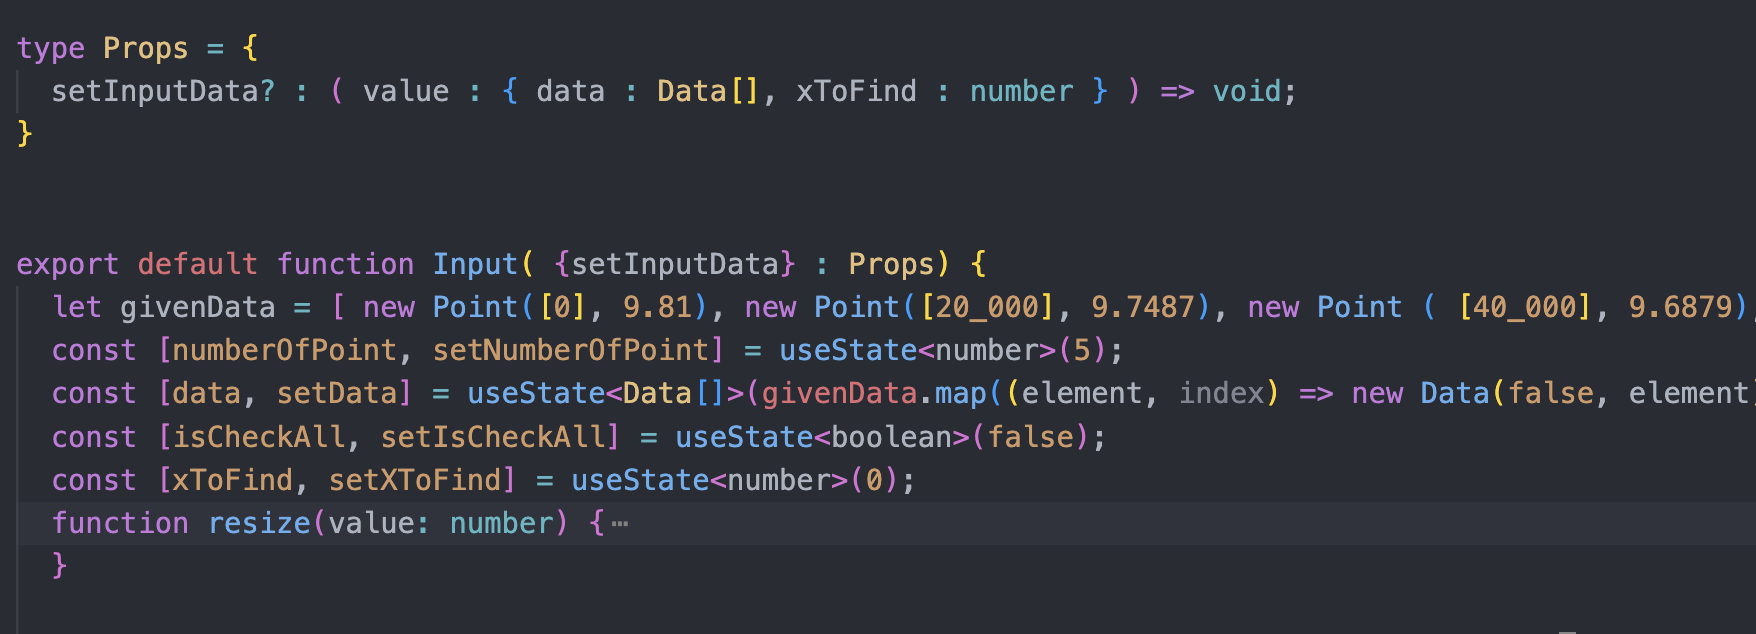 type Props = {
  setInputData? : ( value : { data : Data[], xToFind : number } ) => void;
}
export default function Input( {setInputData} : Props) {
  let givenData = [ new Point([0], 9.81), new Point([20_000], 9.7487), new Point ( [40_000], 9.6879),
  const [numberOfPoint, setNumberOfPoint] = useState<number>(5);
  const [data, setData] = useState<Data[]>(givenData.map((element, index) => new Data(false, element)
  const [isCheckAll, setIsCheckAll] = useState<boolean>(false);
  const [xToFind, setXToFind] = useState<number>(0);
  function resize(value: number) {⋯
  }